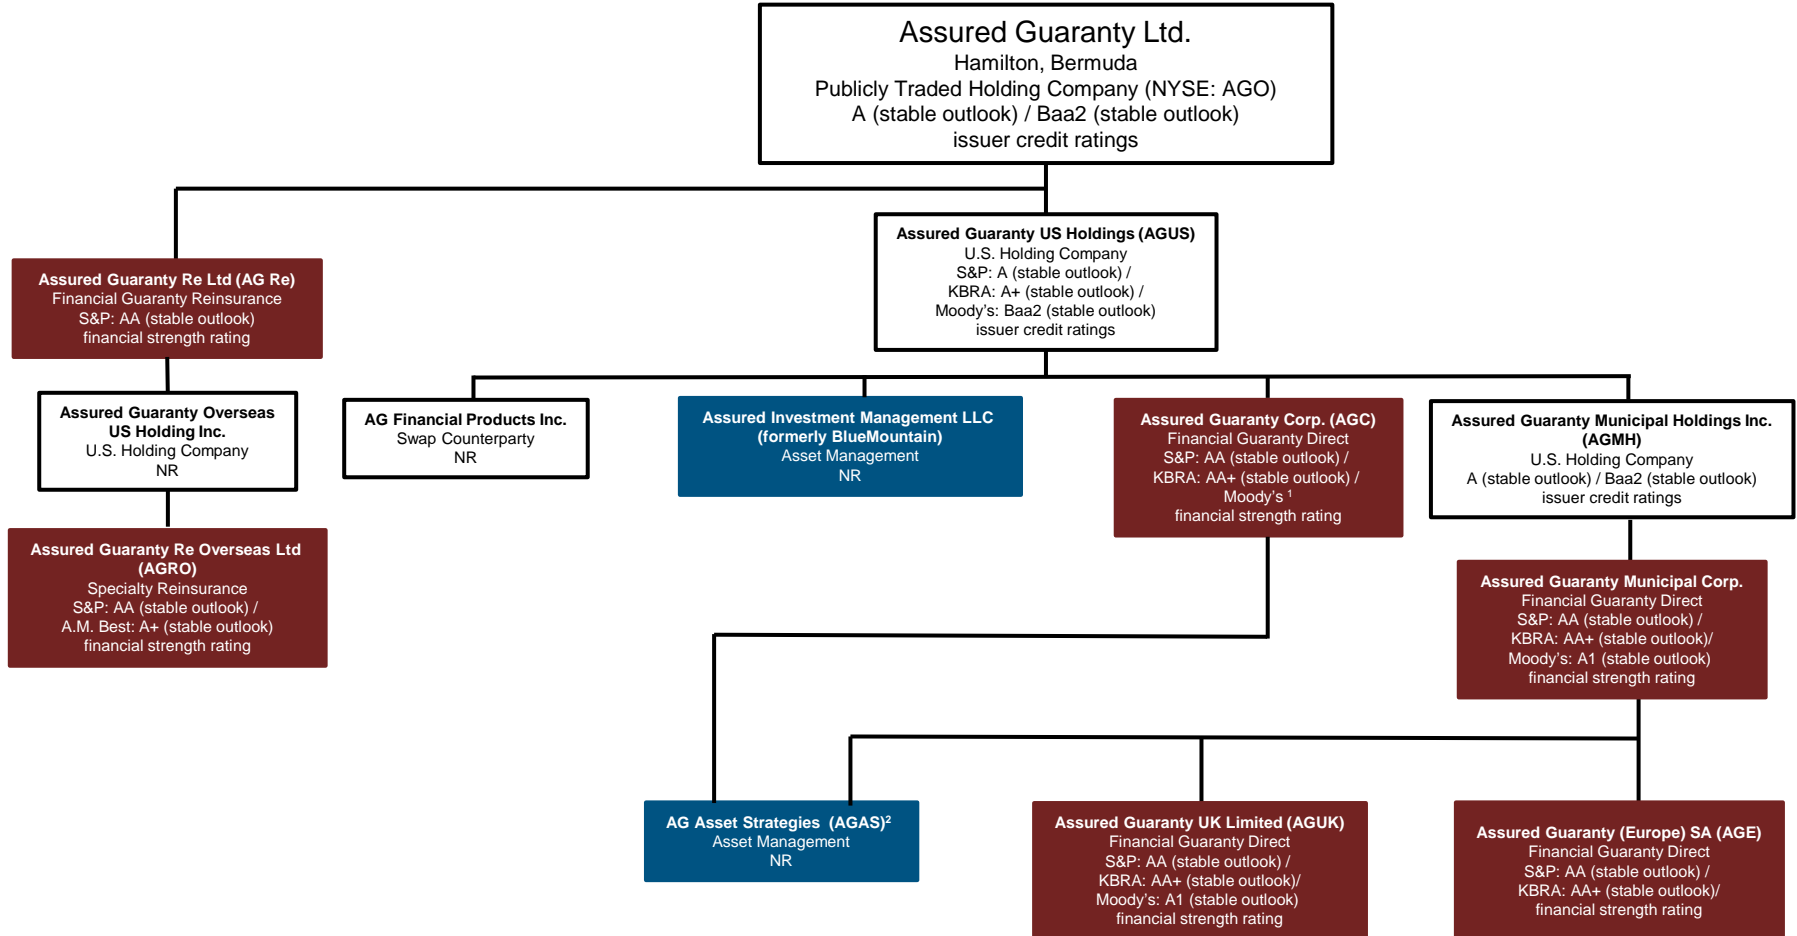 Assured Guaranty Ltd.
Hamilton, Bermuda
Publicly Traded Holding Company (NYSE: AGO)
A (stable outlook) / Baa2 (stable outlook)
issuer credit ratings
Assured Guaranty US Holdings (AGUS)
U.S. Holding Company
S&P: A (stable outlook) /
KBRA: A+ (stable outlook) /
Moody's: Baa2 (stable outlook)
issuer credit ratings
Assured Guaranty Re Ltd (AG Re)
Financial Guaranty Reinsurance
S&P: AA (stable outlook)
financial strength rating
Assured Guaranty Overseas
US Holding Inc.
U.S. Holding Company
NR
AG Financial Products Inc.
Swap Counterparty
NR
Assured Investment Management LLC
(formerly BlueMountain)
Asset Management
NR
Assured Guaranty Corp. (AGC)
Financial Guaranty Direct
S&P: AA (stable outlook) /
KBRA: AA+ (stable outlook) /
Moody's ¹
financial strength rating
Assured Guaranty Municipal Holdings Inc.
(AGMH)
U.S. Holding Company
A (stable outlook) / Baa2 (stable outlook)
issuer credit ratings
Assured Guaranty Re Overseas Ltd
(AGRO)
Specialty Reinsurance
S&P: AA (stable outlook) /
A.M. Best: A+ (stable outlook)
financial strength rating
Assured Guaranty Municipal Corp.
Financial Guaranty Direct
S&P: AA (stable outlook) /
KBRA: AA+ (stable outlook)/
Moody's: A1 (stable outlook)
financial strength rating
AG Asset Strategies (AGAS)²
Asset Management
NR
Assured Guaranty UK Limited (AGUK)
Financial Guaranty Direct
S&P: AA (stable outlook) /
KBRA: AA+ (stable outlook)/
Moody's: A1 (stable outlook)
financial strength rating
Assured Guaranty (Europe) SA (AGE)
Financial Guaranty Direct
S&P: AA (stable outlook) /
KBRA: AA+ (stable outlook)/
financial strength rating